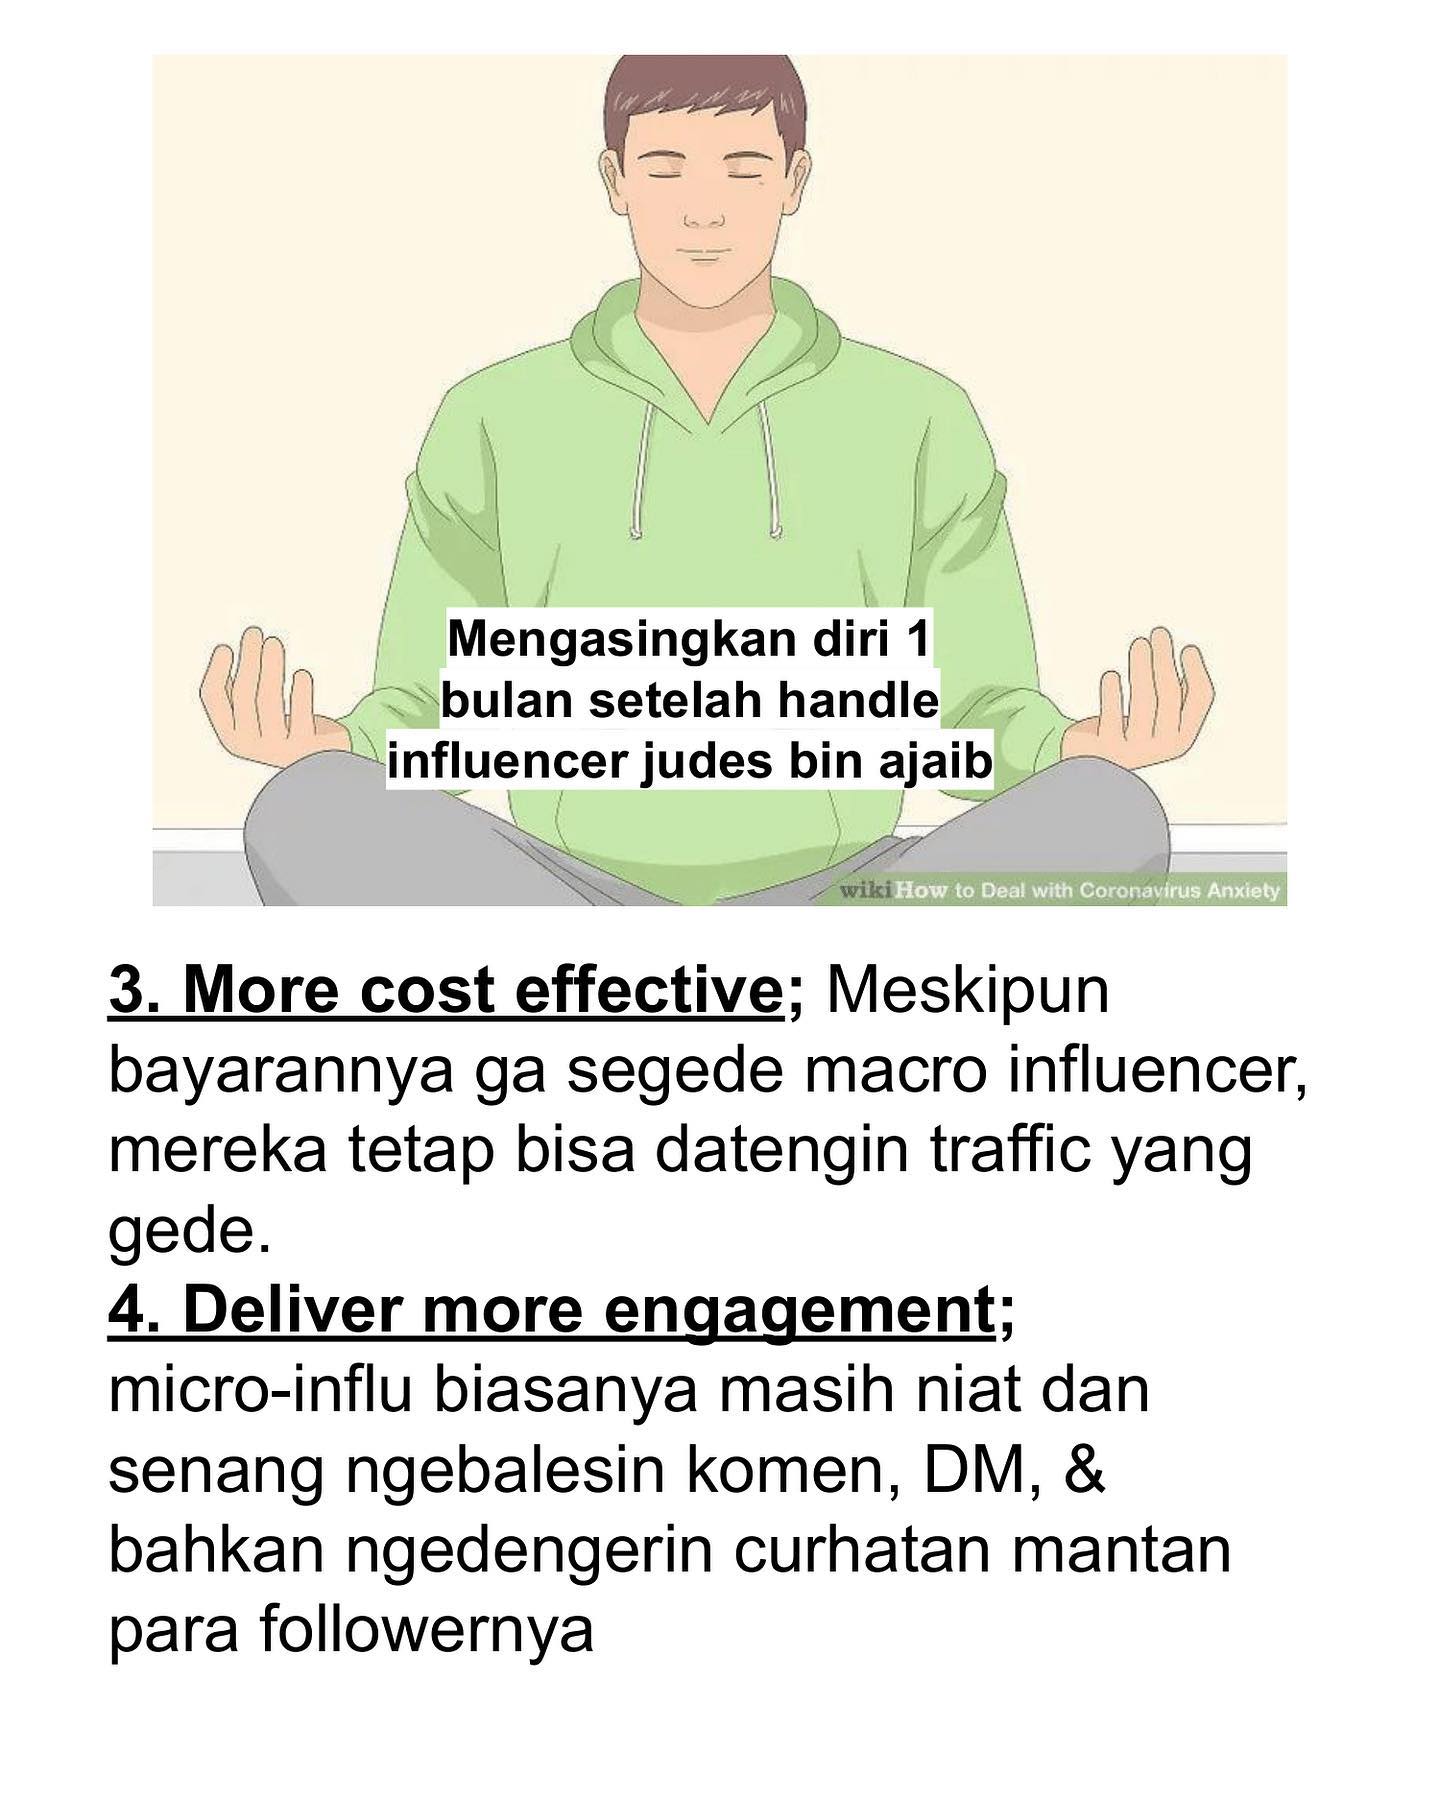 Mengasingkan diri 1
bulan setelah handle
influencer judes bin ajaib
wikiHow to Deal with Coronavirus Anxiety
3. More cost effective; Meskipun
bayarannya ga segede macro influencer,
mereka tetap bisa datengin traffic yang
gede.
4. Deliver more engagement;
micro-influ biasanya masih niat dan
senang ngebalesin komen, DM, &
bahkan ngedengerin curhatan mantan
para followernya